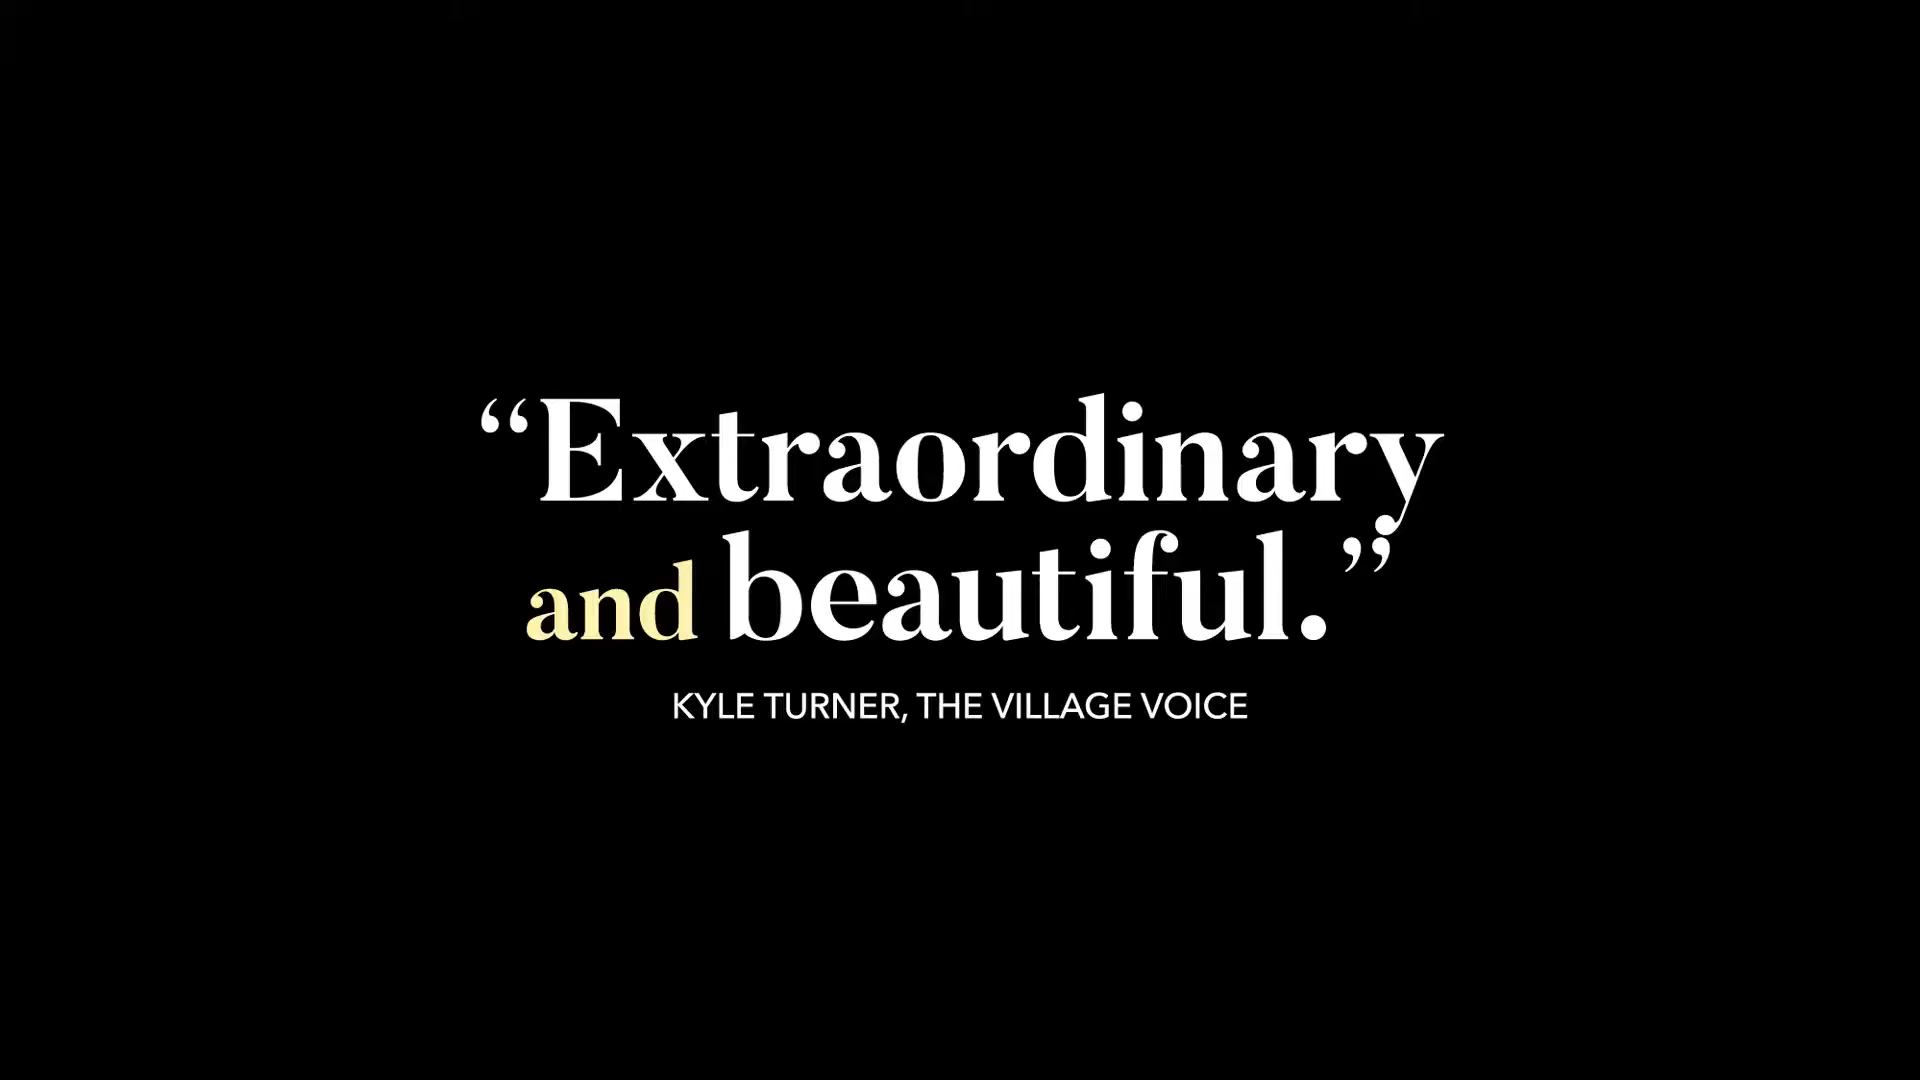 “Extraordinary
and beautiful.”
KYLE TURNER, THE VILLAGE VOICE